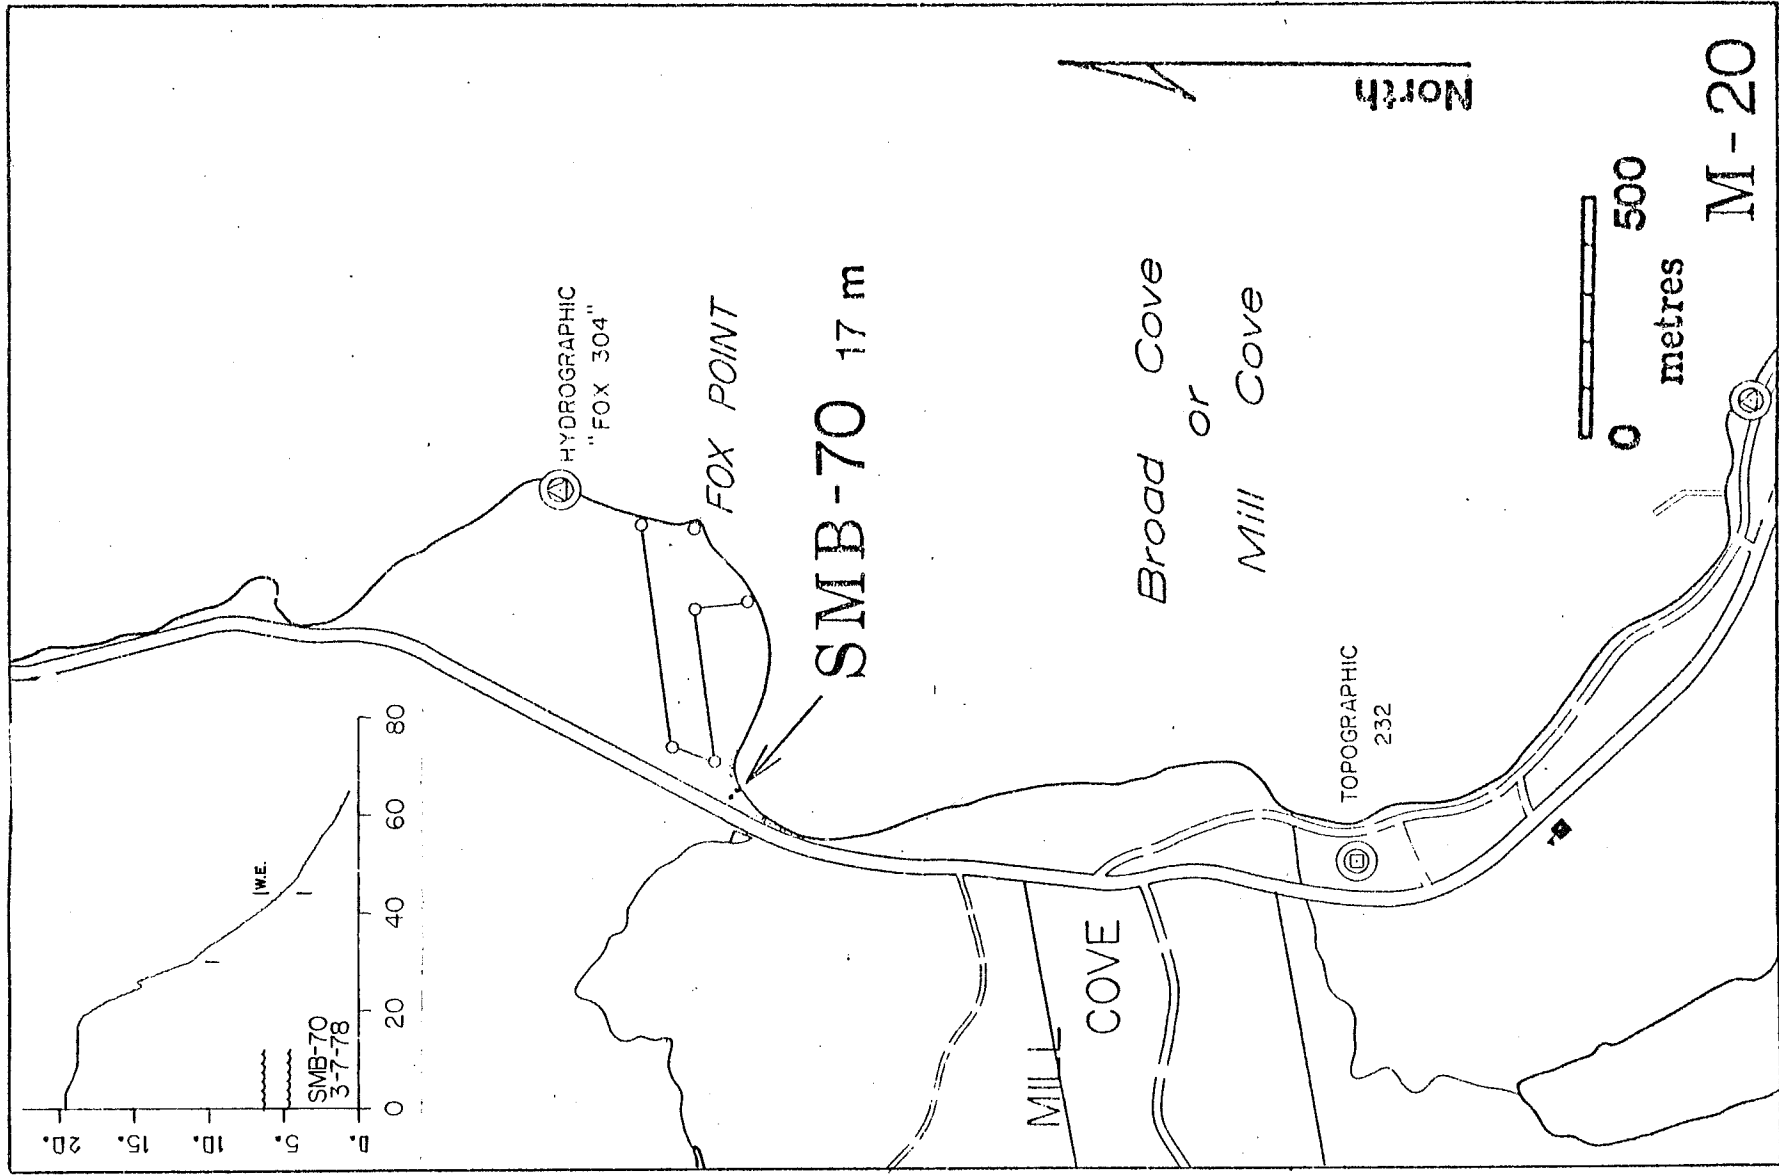 20.
15.
10.
5.
0.
SMB-70
3-7-78
W.E.
0 20 40 60 80
HYDROGRAPHIC
"FOX 304"
FOX POINT
SMB-70 17 m
Broad Cove
or
Mill Cove
TOPOGRAPHIC
232
MILL
COVE
North
0 500
metres
M-20